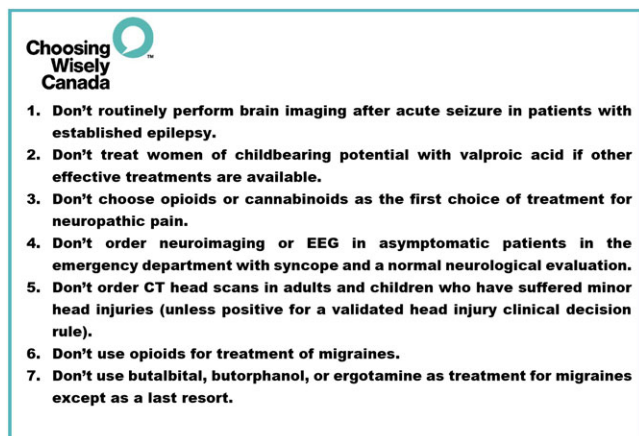 Choosing
Wisely
Canada
TM
1. Don't routinely perform brain imaging after acute seizure in patients with
established epilepsy.
2. Don't treat women of childbearing potential with valproic acid if other
effective treatments are available.
3. Don't choose opioids or cannabinoids as the first choice of treatment for
neuropathic pain.
4. Don't order neuroimaging or EEG in asymptomatic patients in the
emergency department with syncope and a normal neurological evaluation.
5. Don't order CT head scans in adults and children who have suffered minor
head injuries (unless positive for a validated head injury clinical decision
rule).
6. Don't use opioids for treatment of migraines.
7. Don't use butalbital, butorphanol, or ergotamine as treatment for migraines
except as a last resort.